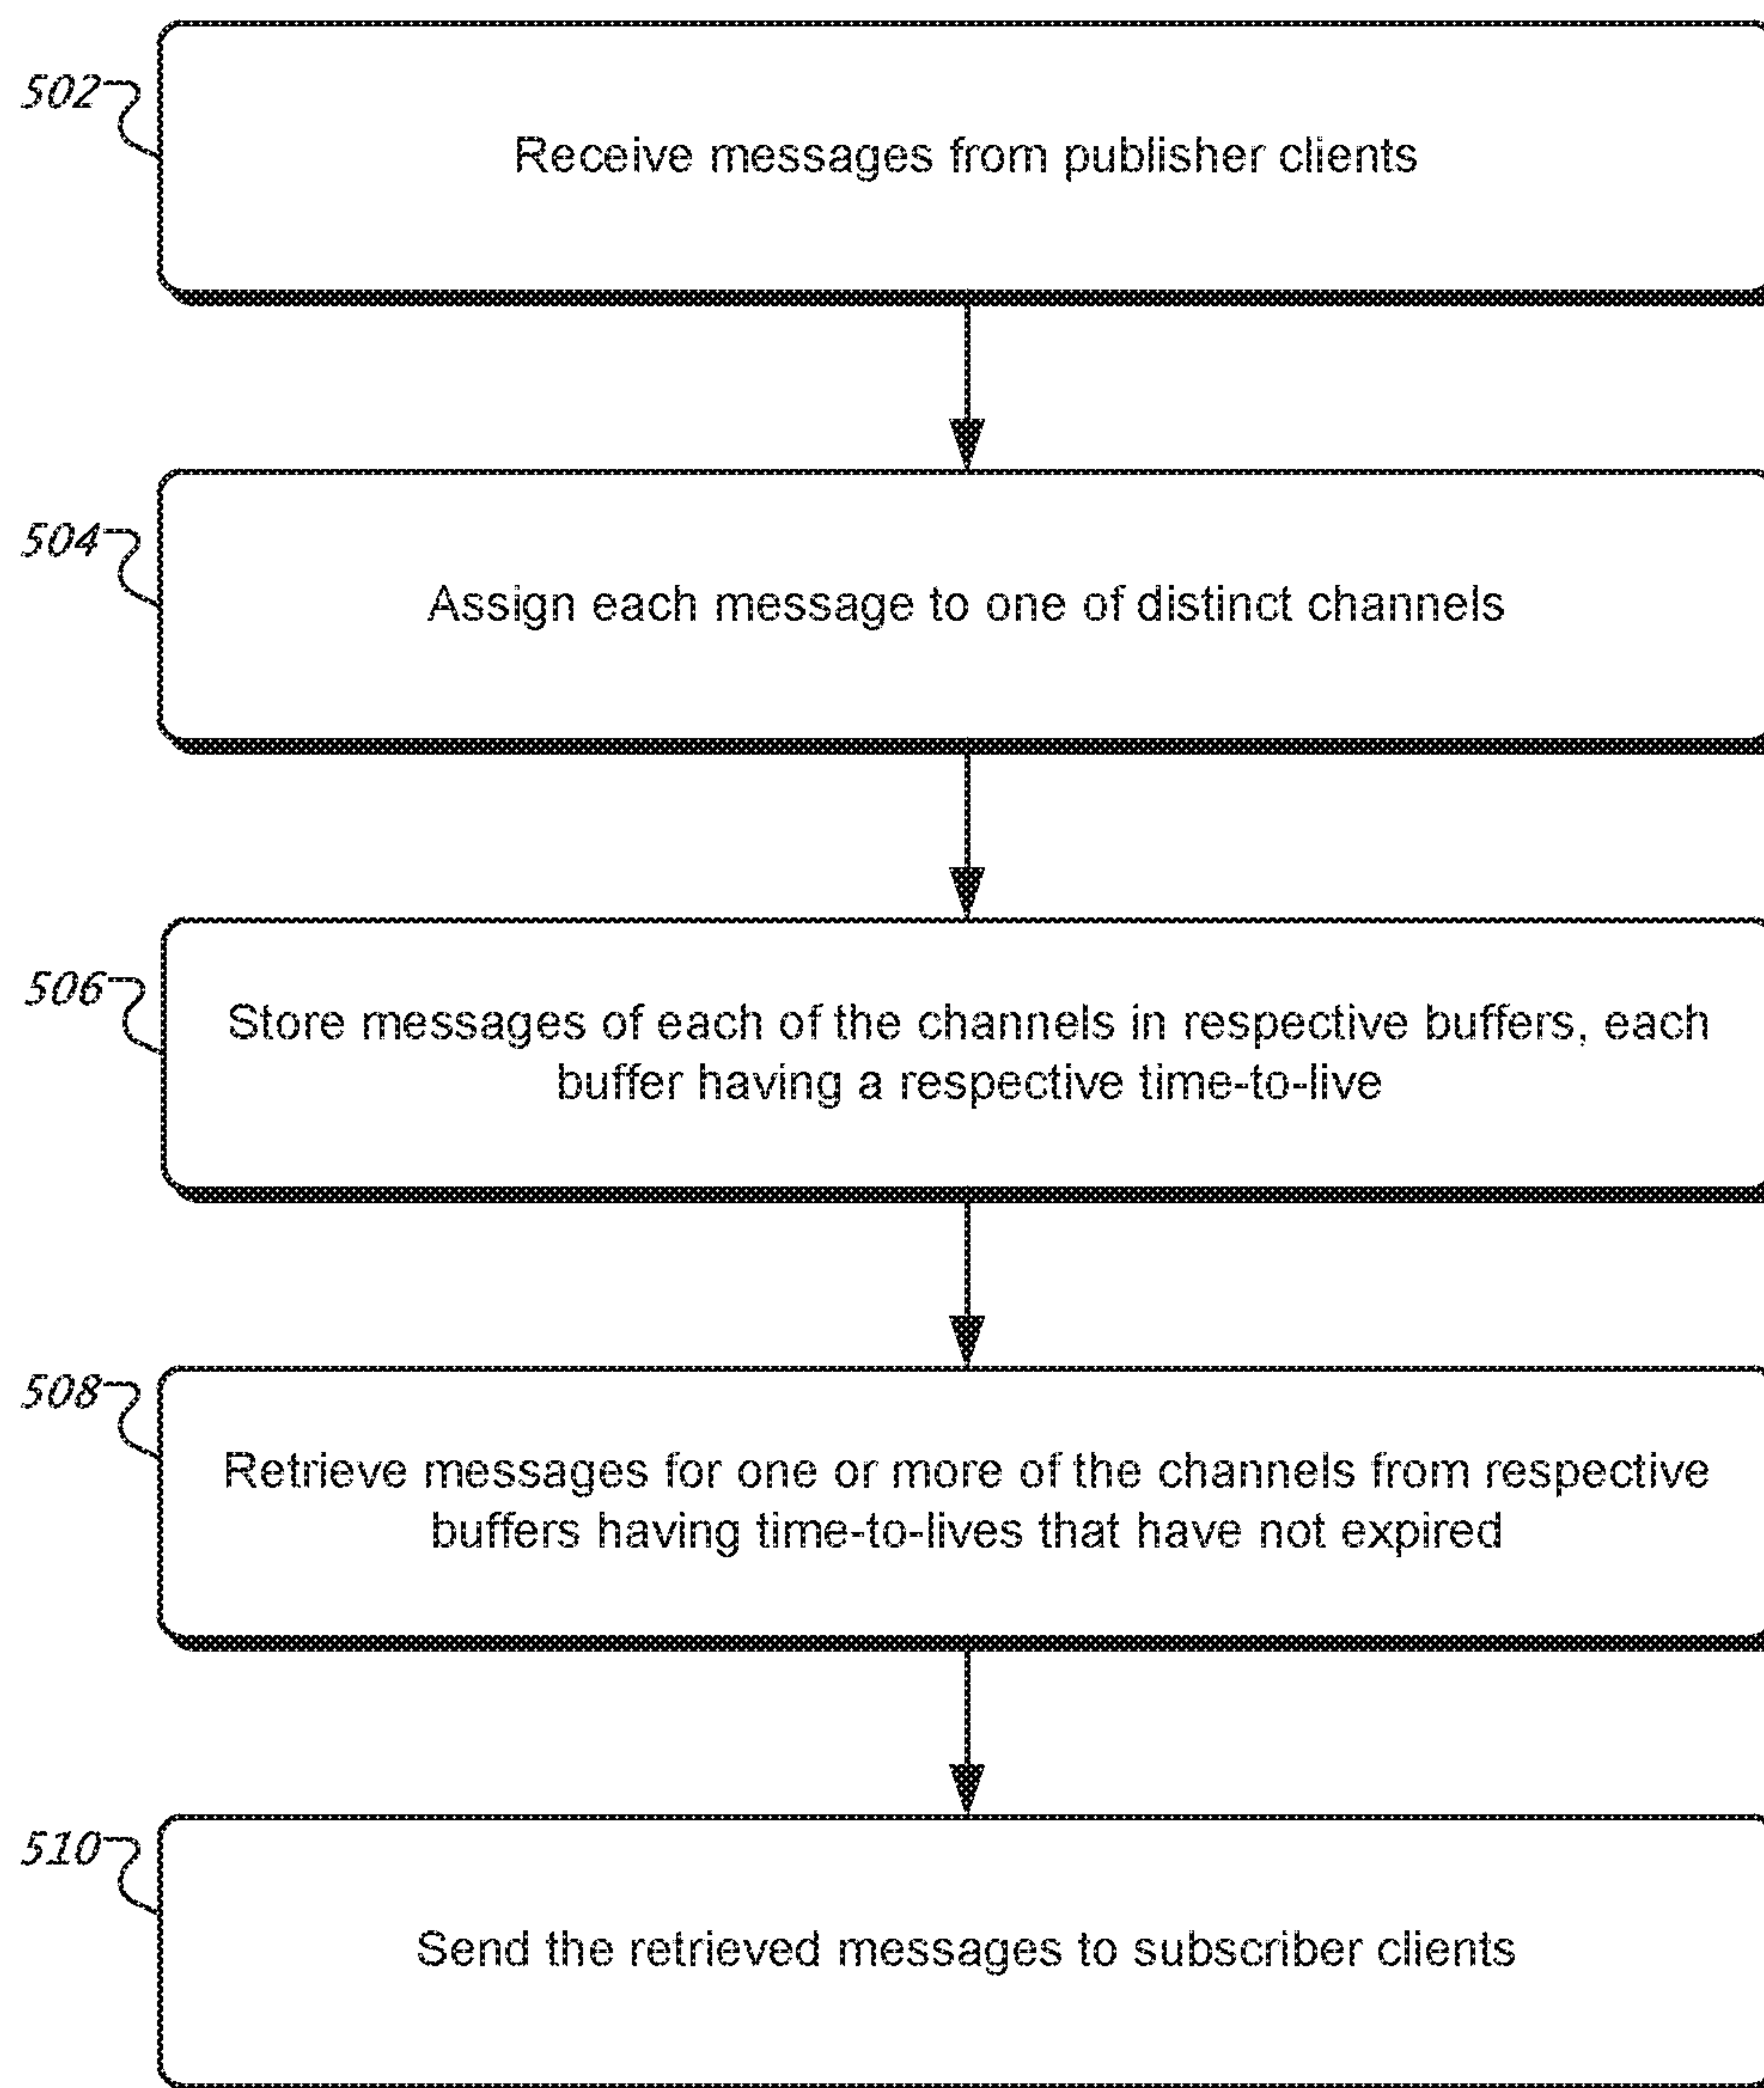 502
Receive messages from publisher clients
504
Assign each message to one of distinct channels
506
Store messages of each of the channels in respective buffers, each
buffer having a respective time-to-live
508
Retrieve messages for one or more of the channels from respective
buffers having time-to-lives that have not expired
510
Send the retrieved messages to subscriber clients